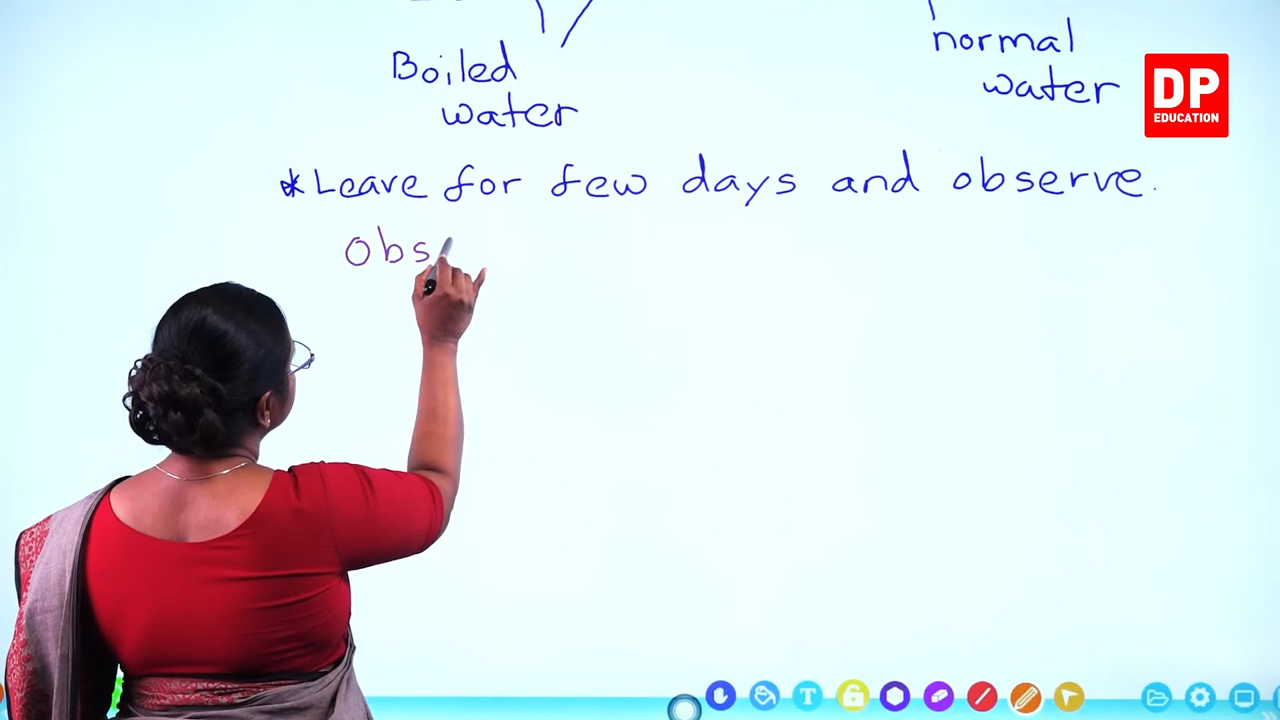 Boiled
water
normal
water
DP
EDUCATION
*Leave for few days and observe.
Obs
T